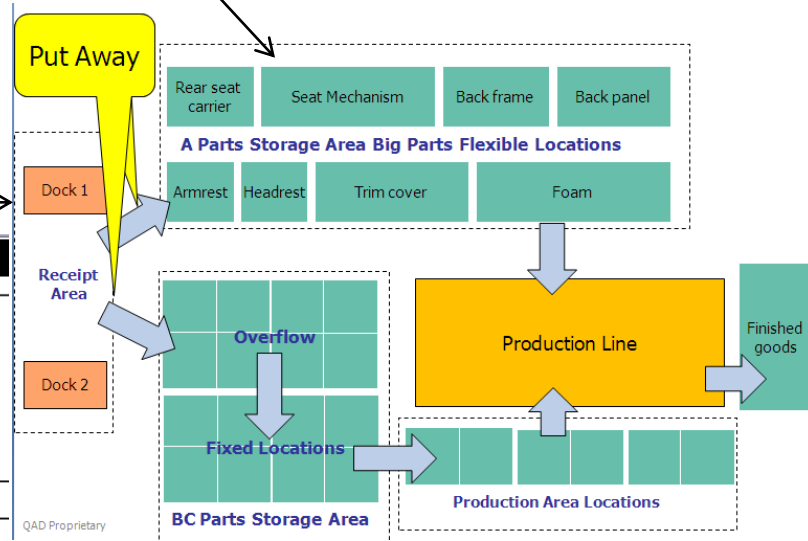 Put Away
Rear seat
carrier
Seat Mechanism
Back frame
Back panel
A Parts Storage Area Big Parts Flexible Locations
Dock 1
Armrest
Headrest
Trim cover
Foam
Receipt
Area
Overflow
Production Line
Finished
goods
Dock 2
Fixed Locations
Production Area Locations
BC Parts Storage Area
QAD Proprietary